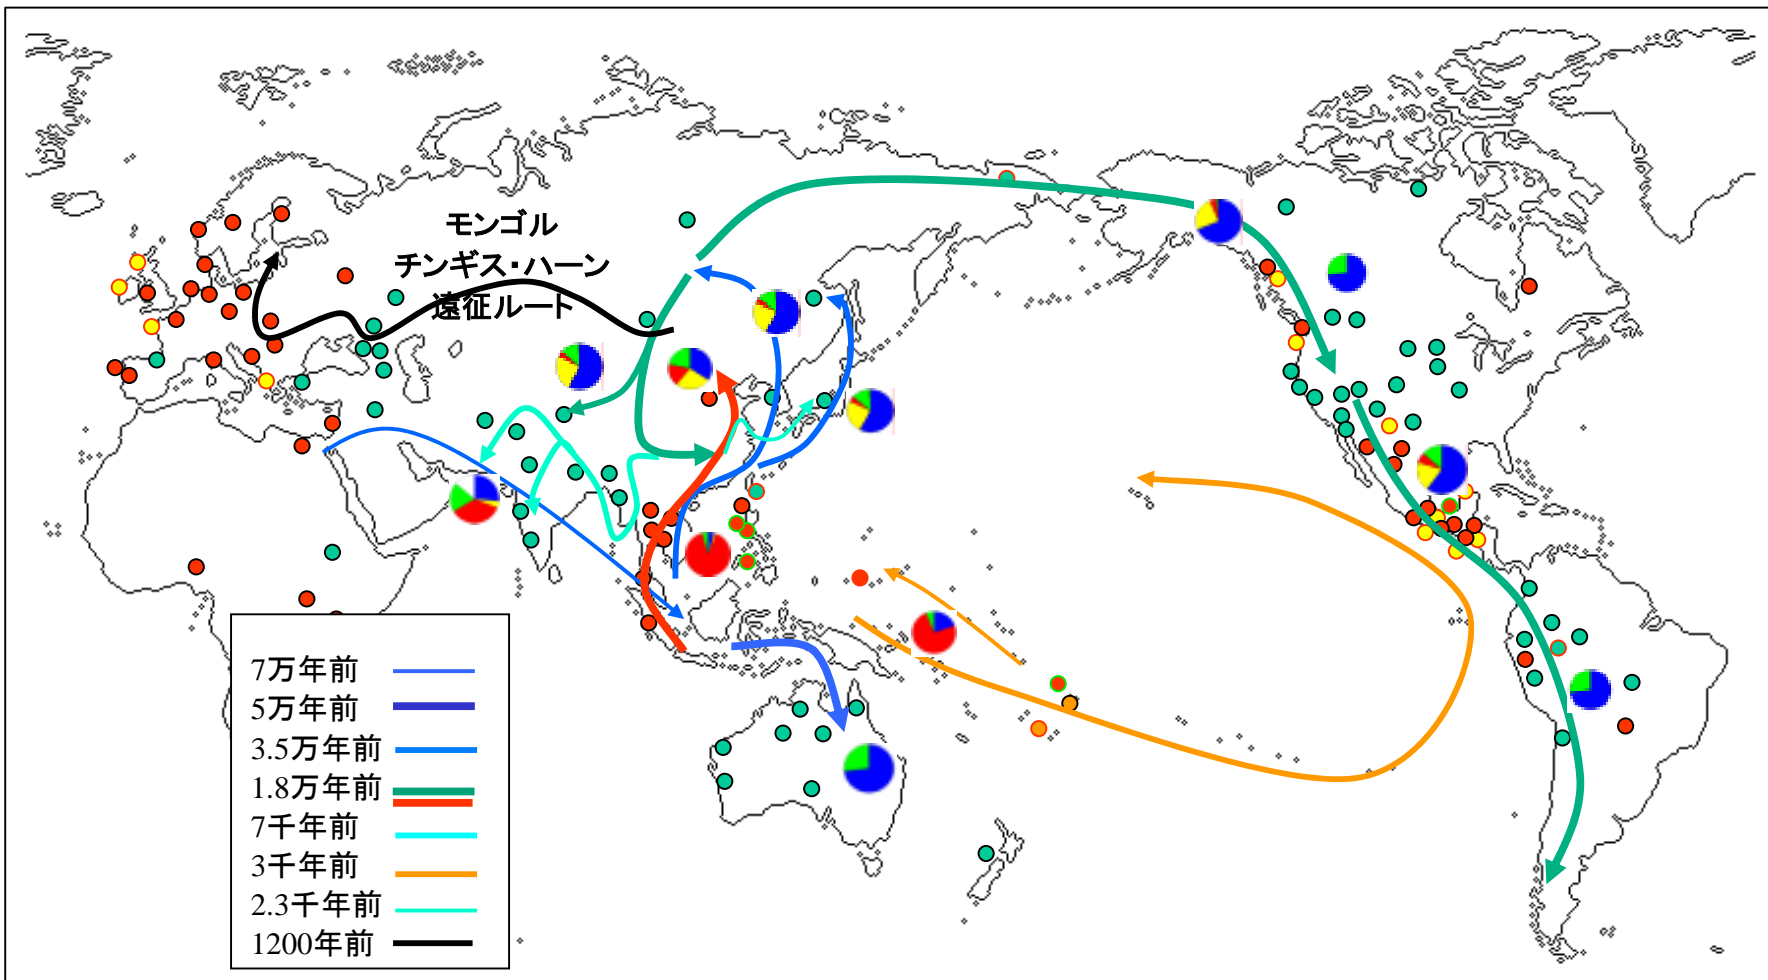 モンゴル
チンギス・ハーン
遠征ルート
7万年前
5万年前
3.5万年前
1.8万年前
7千年前
3千年前
2.3千年前
1200年前